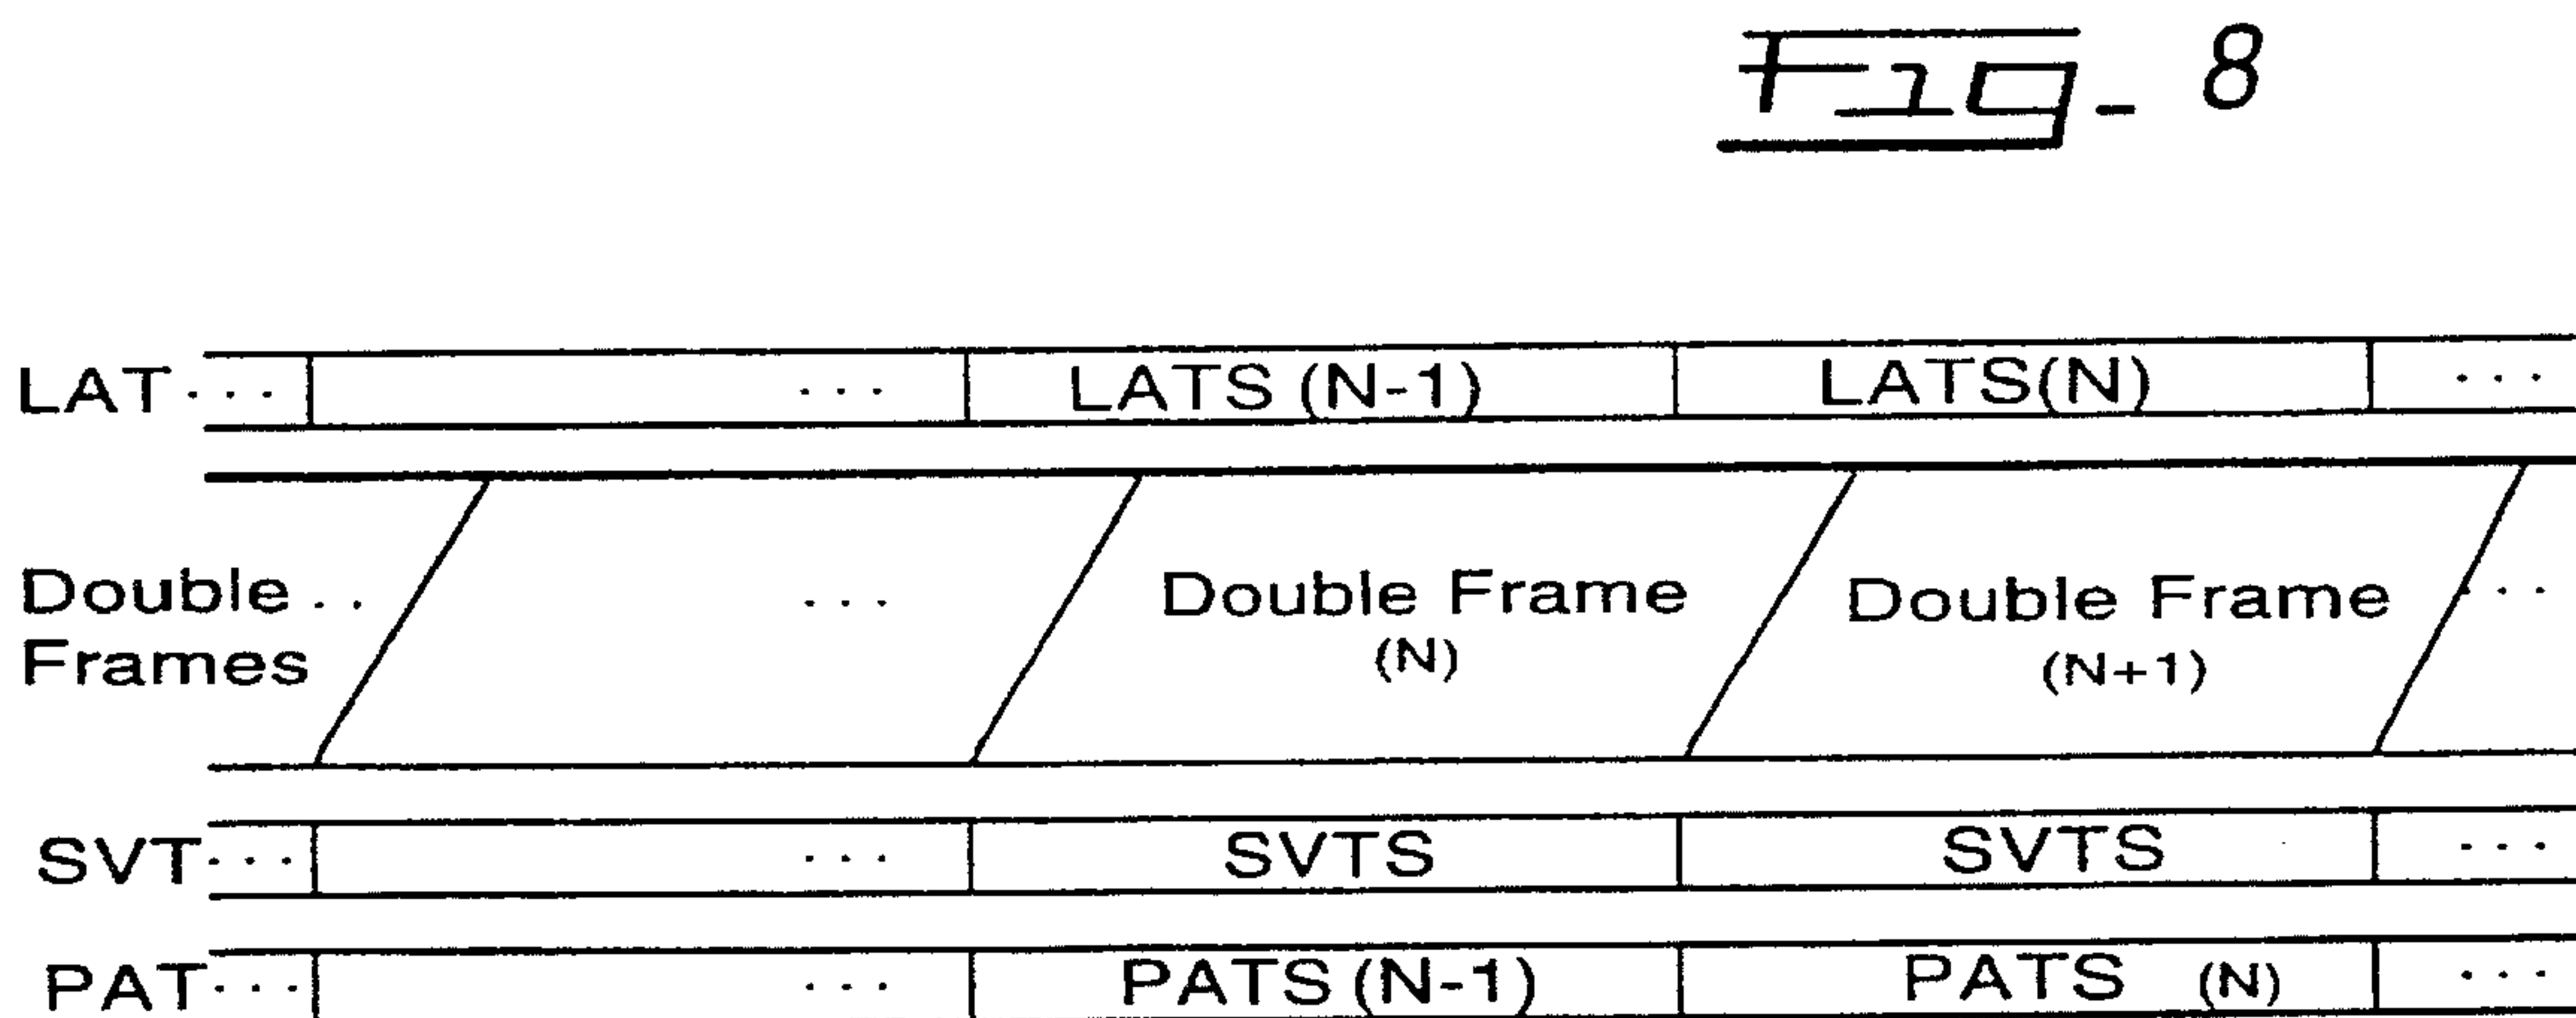 Fig- 8
LAT ... ... LATS (N-1) LATS(N) ...
Double Frames .. ... Double Frame (N) Double Frame (N+1) ...
SVT ... ... SVTS SVTS ...
PAT ... ... PATS (N-1) PATS (N) ...